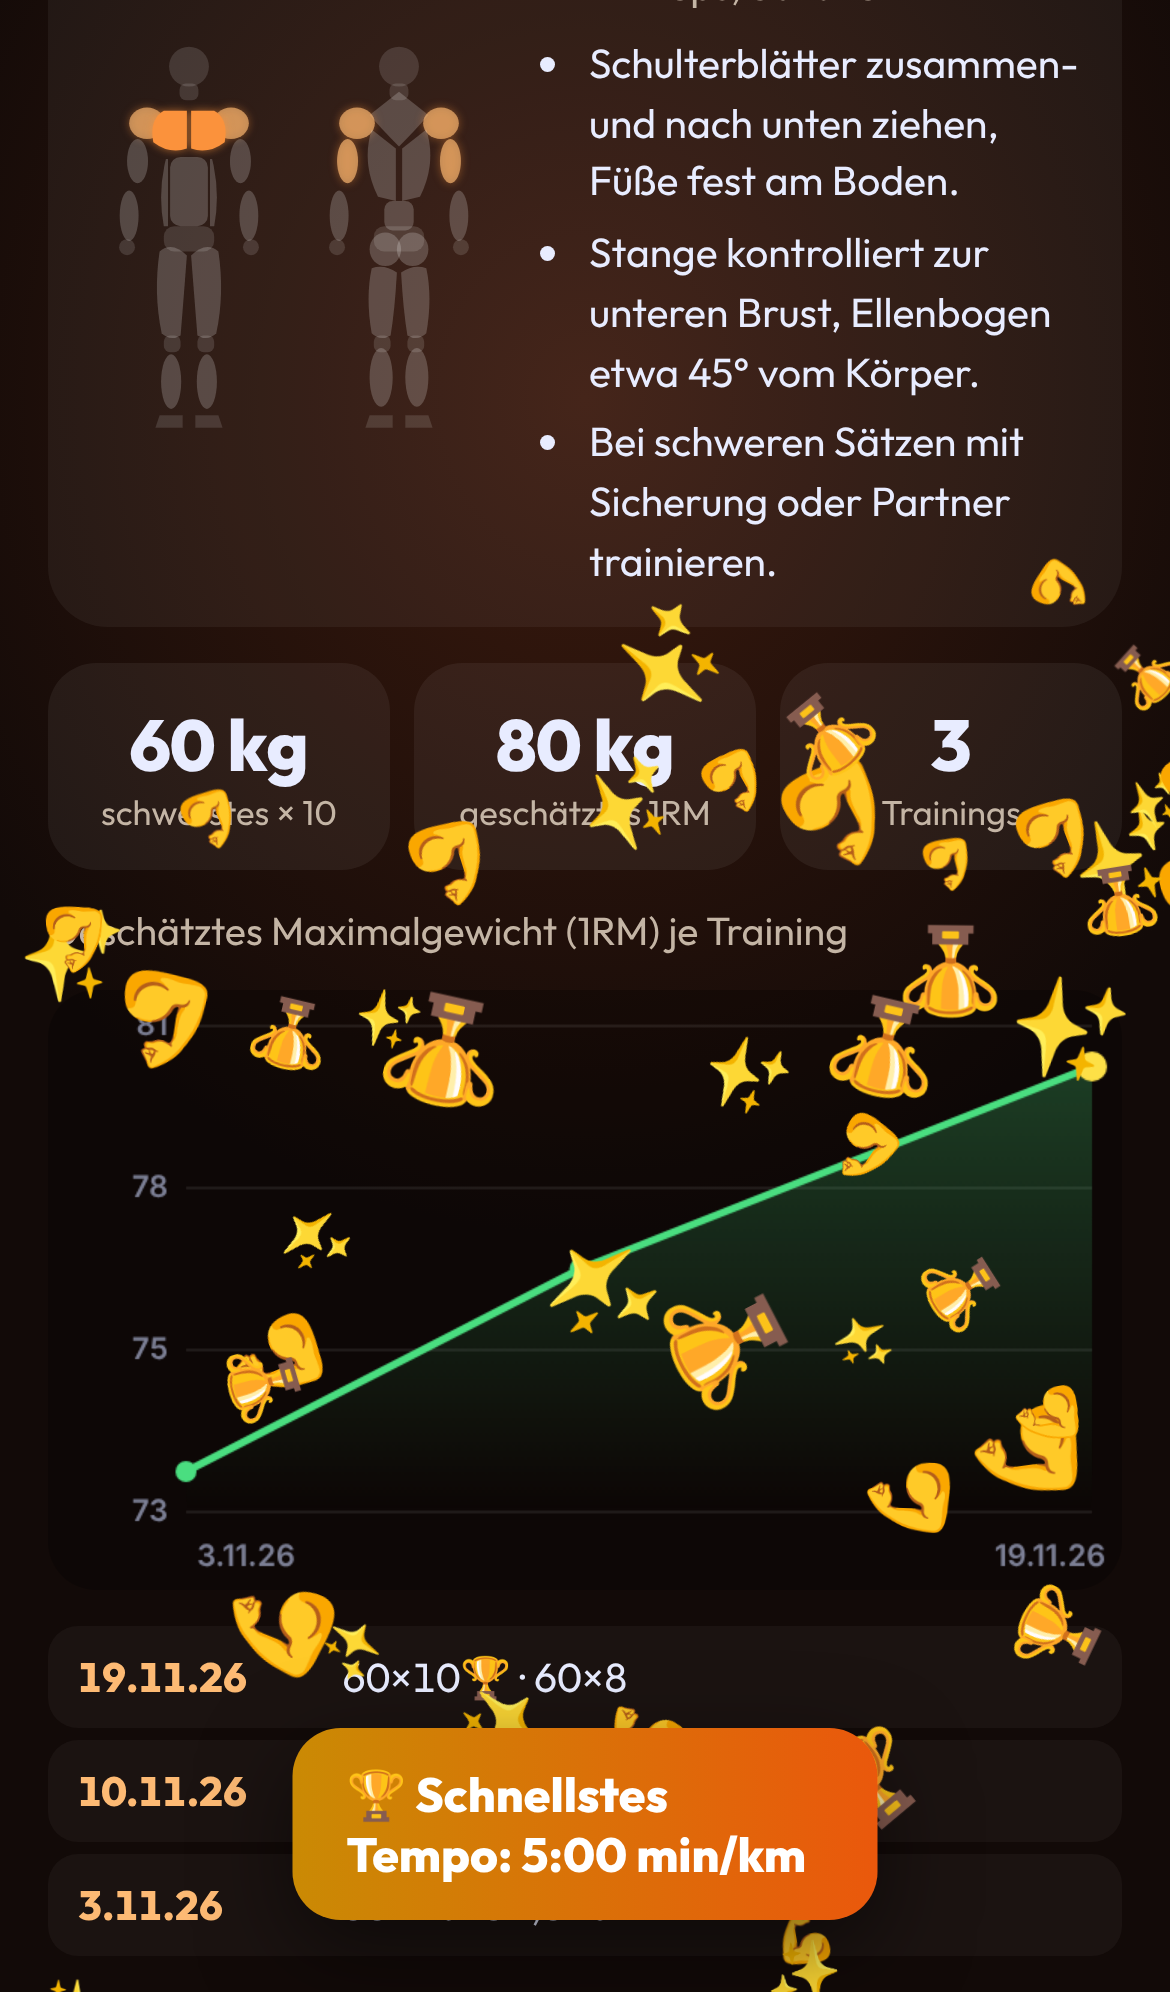 Schulterblätter zusammen-
und nach unten ziehen,
Füße fest am Boden.
Stange kontrolliert zur
unteren Brust, Ellenbogen
etwa 45° vom Körper.
Bei schweren Sätzen mit
Sicherung oder Partner
trainieren.
60 kg
× 10
80 kg
1RM
3
Trainings
Maximalgewicht (1RM) je Training
81
78
75
73
3.11.26
19.11.26
19.11.26
60×10🏆 · 60×8
10.11.26
🏆 Schnellstes
Tempo: 5:00 min/km
3.11.26